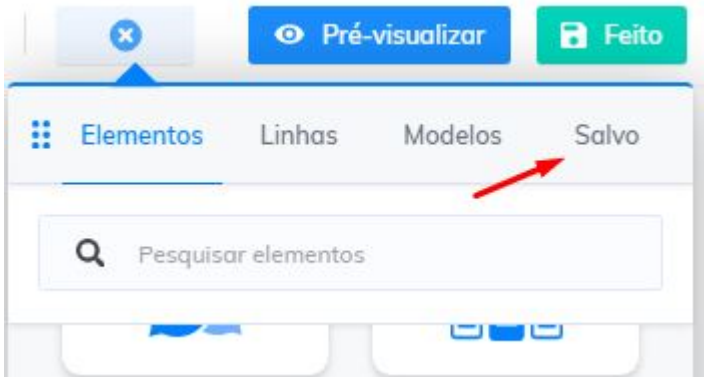 Pré-visualizar Feito
Elementos Linhas Modelos Salvo
Pesquisar elementos